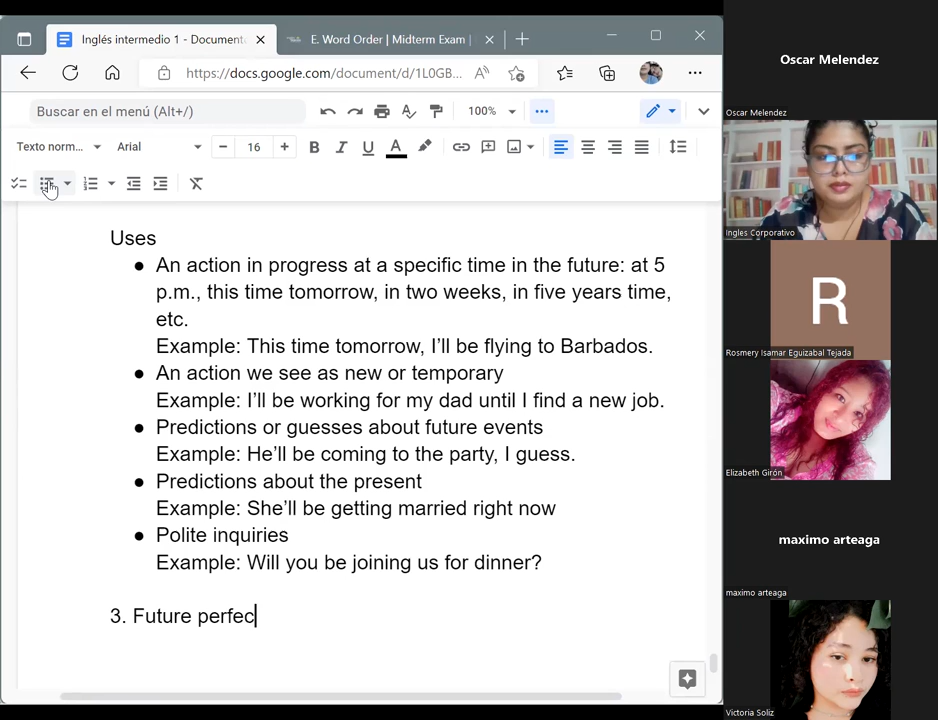 Inglés intermedio 1 - Document
E. Word Order | Midterm Exam |
https://docs.google.com/document/d/1L0GB...
Buscar en el menú (Alt+/)
100%
Texto norm...
Arial
16
Uses
● An action in progress at a specific time in the future: at 5
p.m., this time tomorrow, in two weeks, in five years time,
etc.
Example: This time tomorrow, I'll be flying to Barbados.
● An action we see as new or temporary
Example: I'll be working for my dad until I find a new job.
● Predictions or guesses about future events
Example: He'll be coming to the party, I guess.
● Predictions about the present
Example: She'll be getting married right now
● Polite inquiries
Example: Will you be joining us for dinner?
3. Future perfec
Oscar Melendez
Oscar Melendez
Ingles Corporativo
R
Rosmery Isamar Eguizabal Tejada
Elizabeth Girón
maximo arteaga
maximo arteaga
Victoria Soliz